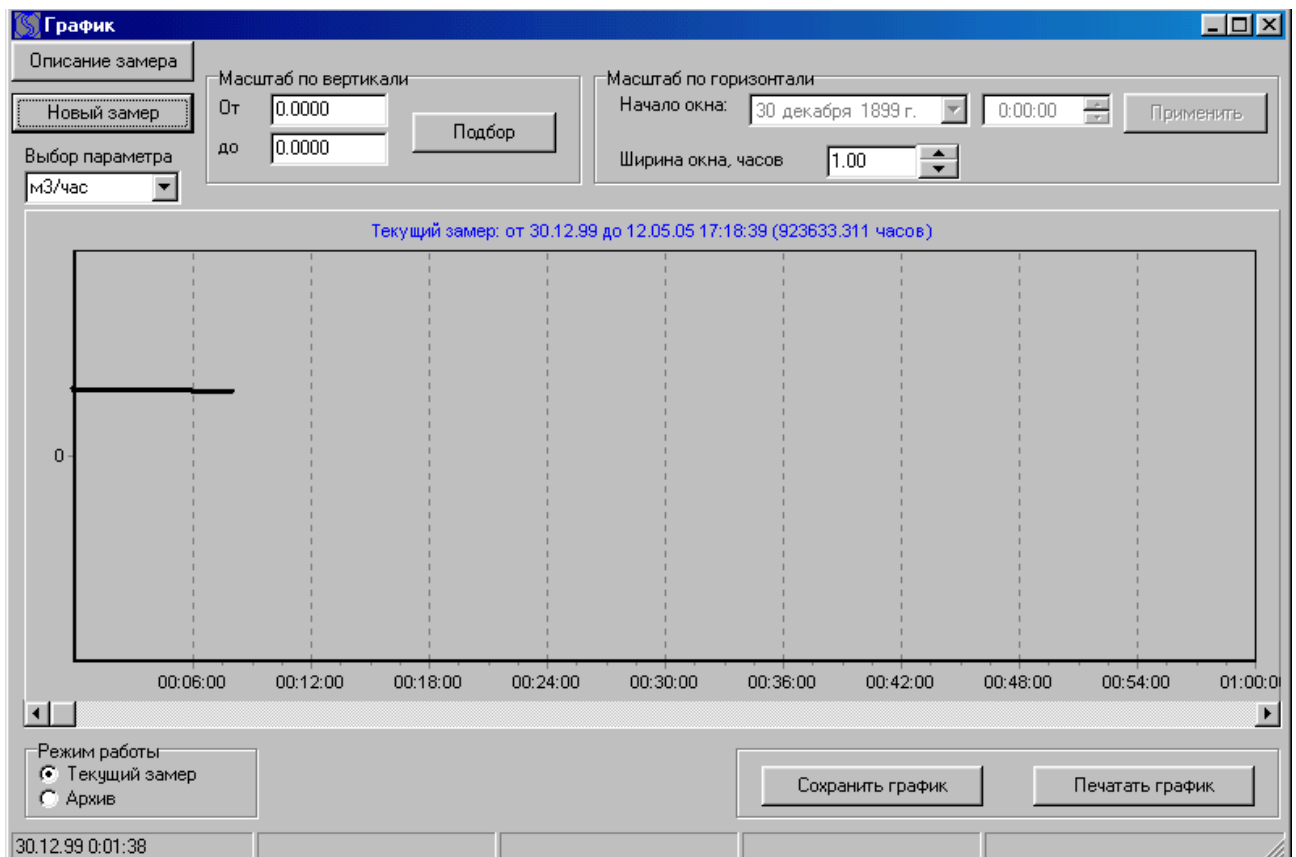 График
Описание замера
Новый замер
Выбор параметра
м3/час
Масштаб по вертикали
От 0.0000
до 0.0000
Подбор
Масштаб по горизонтали
Начало окна: 30 декабря 1899 г. 0:00:00 Применить
Ширина окна, часов 1.00
Текущий замер: от 30.12.99 до 12.05.05 17:18:39 (923633.311 часов)
0
00:06:00 00:12:00 00:18:00 00:24:00 00:30:00 00:36:00 00:42:00 00:48:00 00:54:00 01:00:0
Режим работы
Текущий замер
Архив
Сохранить график Печатать график
30.12.99 0:01:38